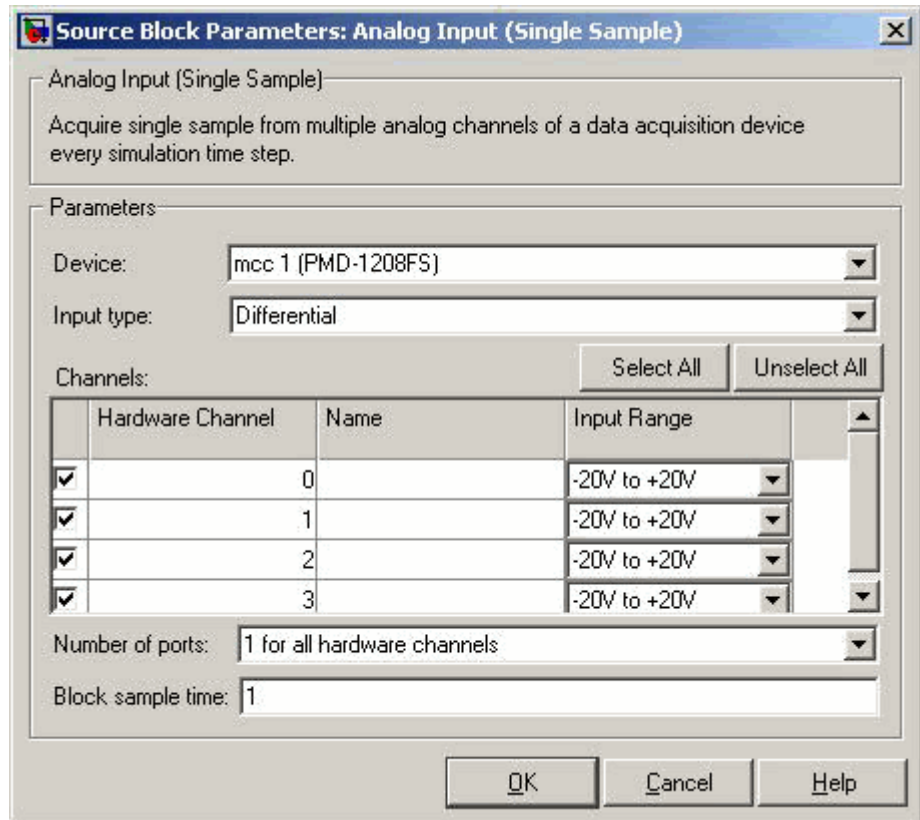 Source Block Parameters: Analog Input (Single Sample)
Analog Input (Single Sample)
Acquire single sample from multiple analog channels of a data acquisition device
every simulation time step.
Parameters
Device: mcc 1 (PMD-1208FS)
Input type: Differential
Channels: Select All Unselect All
Hardware Channel Name Input Range
0 -20V to +20V
1 -20V to +20V
2 -20V to +20V
3 -20V to +20V
Number of ports: 1 for all hardware channels
Block sample time: 1
OK Cancel Help